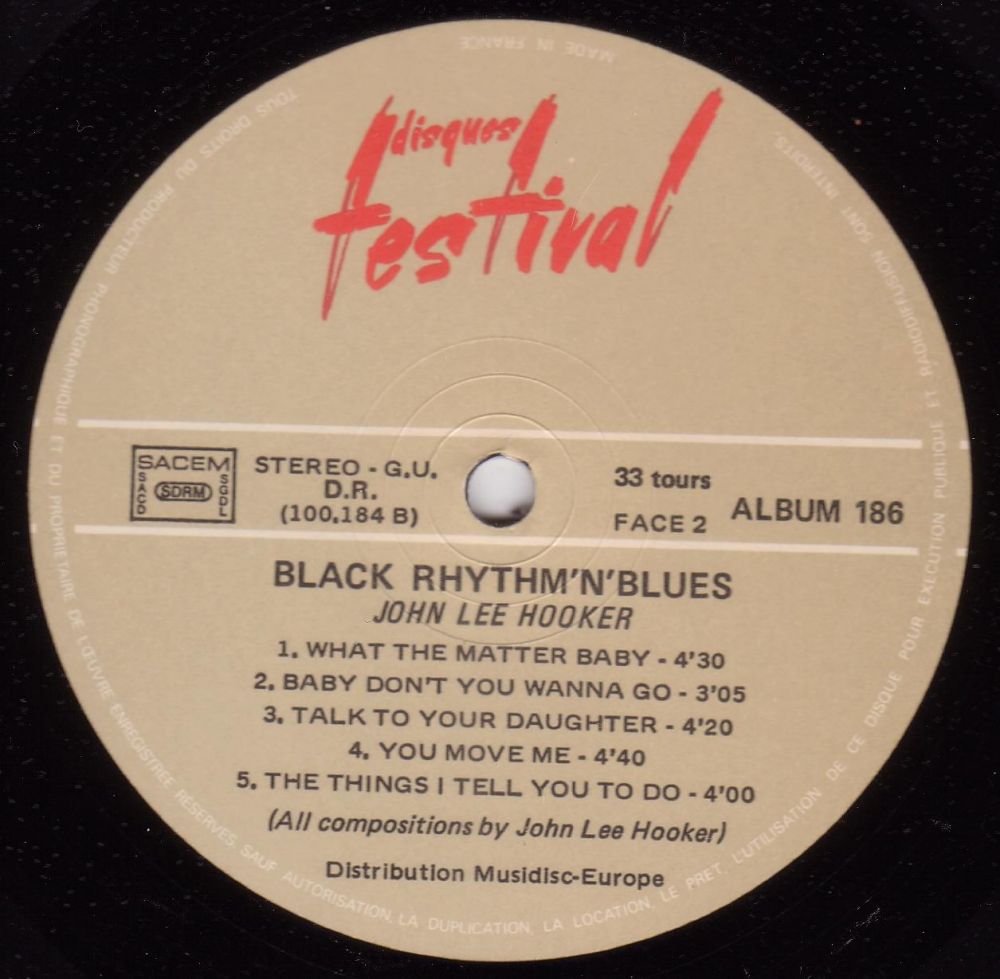 MADE IN FRANCE
disques
festival
SACEM
SACD
SDRM
SGDL
STEREO - G.U.
D.R.
(100.184 B)
33 tours
FACE 2
ALBUM 186
BLACK RHYTHM'N'BLUES
JOHN LEE HOOKER
1. WHAT THE MATTER BABY - 4'30
2. BABY DON'T YOU WANNA GO - 3'05
3. TALK TO YOUR DAUGHTER - 4'20
4. YOU MOVE ME - 4'40
5. THE THINGS I TELL YOU TO DO - 4'00
(All compositions by John Lee Hooker)
Distribution Musidisc-Europe
TOUS DROITS DU PRODUCTEUR PHONOGRAPHIQUE ET DU PROPRIETAIRE DE L'ŒUVRE ENREGISTREE RESERVES SAUF AUTORISATION, LA DUPLICATION, LA LOCATION, LE PRET, L'UTILISATION DE CE DISQUE POUR EXECUTION PUBLIQUE ET RADIODIFFUSION SONT INTERDITS.